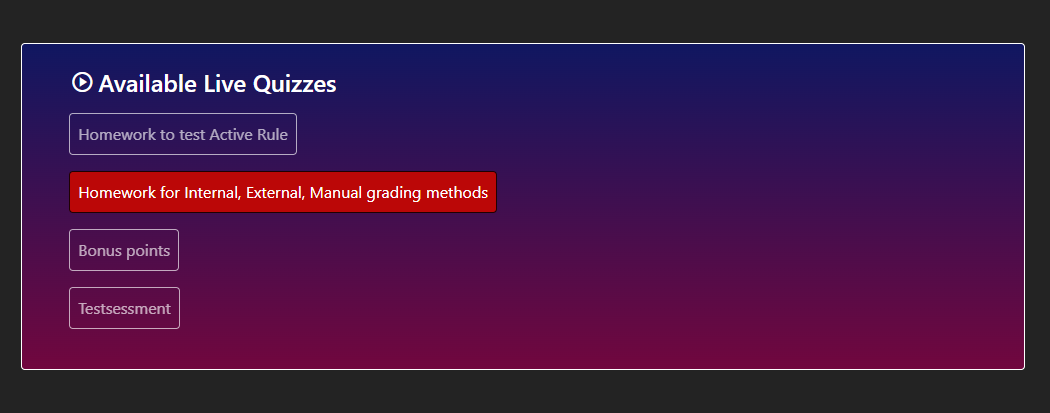 Available Live Quizzes
Homework to test Active Rule
Homework for Internal, External, Manual grading methods
Bonus points
Testsessment